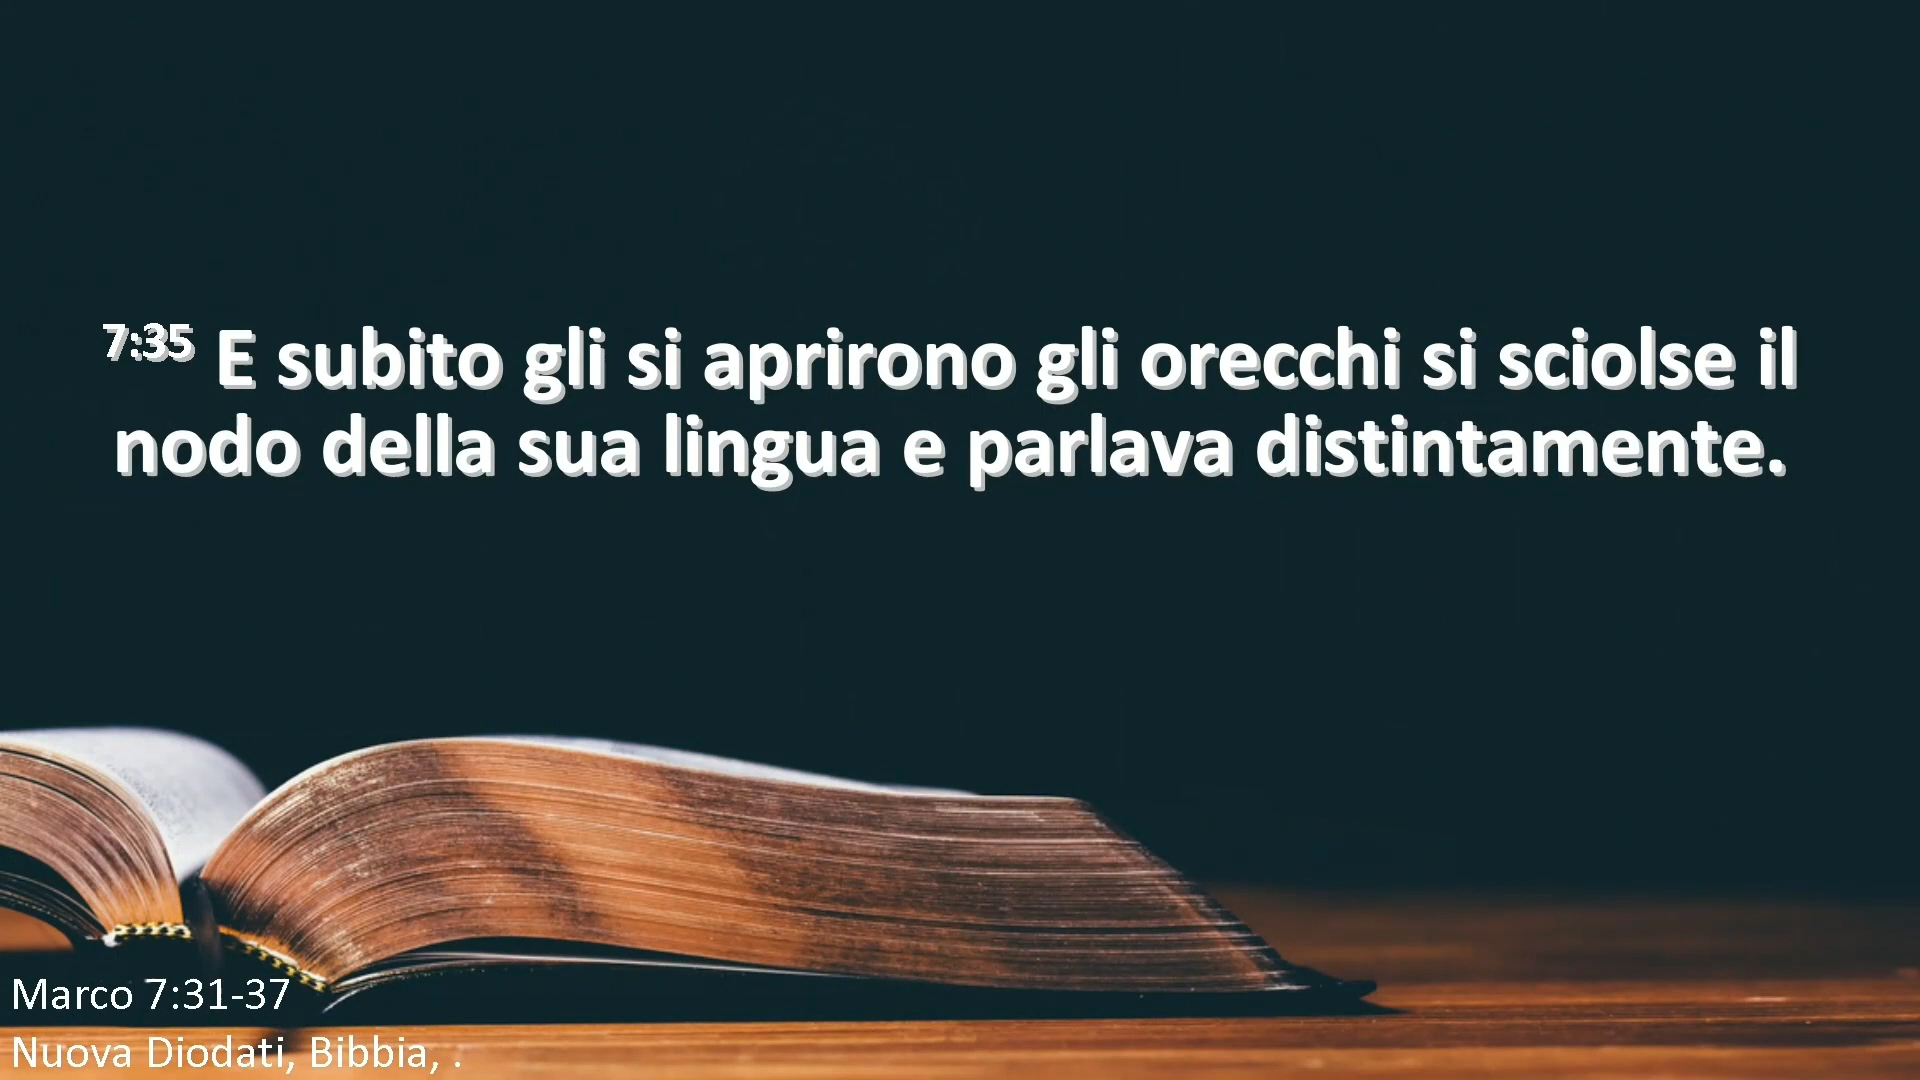 7:35 E subito gli si aprirono gli orecchi si sciolse il
nodo della sua lingua e parlava distintamente.
Marco 7:31-37
Nuova Diodati, Bibbia, .